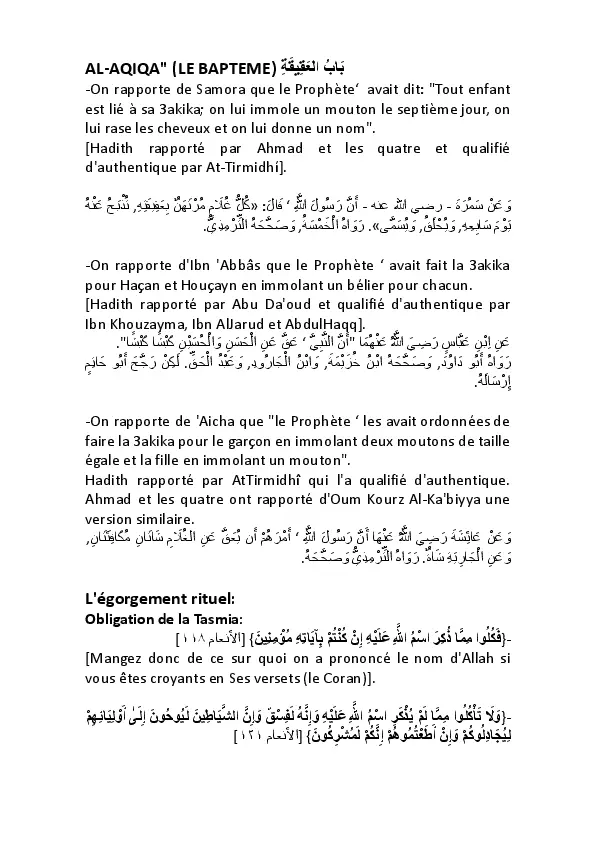 AL-AQIQA" (LE BAPTEME) بَابُ العَقِيقَةِ
-On rapporte de Samora que le Prophète‘ avait dit: "Tout enfant
est lié à sa 3akika; on lui immole un mouton le septième jour, on
lui rase les cheveux et on lui donne un nom".
[Hadith rapporté par Ahmad et les quatre et qualifié
d'authentique par At-Tirmidhí].
وَعَنْ سَمُرَةَ - رضي الله عنه - أَنَّ رَسُولَ اللَّهِ ‘ قَالَ: «كُلُّ غُلَامٍ مُرْتَهَنٌ بِعَقِيقَتِهِ, تُذْبَحُ عَنْهُ
يَوْمَ سَابِعِهِ, وَيُحْلَقُ, وَيُسَمَّى». رَوَاهُ الْخَمْسَةُ, وَصَحَّحَهُ التِّرْمِذِيُّ.
-On rapporte d'Ibn 'Abbâs que le Prophète ‘ avait fait la 3akika
pour Haçan et Houçayn en immolant un bélier pour chacun.
[Hadith rapporté par Abu Da'oud et qualifié d'authentique par
Ibn Khouzayma, Ibn AlJarud et AbdulHaqq].
عَنِ اِبْنِ عَبَّاسٍ رَضِيَ اللَّهُ عَنْهُمَا "أَنَّ النَّبِيَّ ‘ عَقَّ عَنِ الْحَسَنِ وَالْحُسَيْنِ كَبْشًا كَبْشًا".
رَوَاهُ أَبُو دَاوُدَ, وَصَحَّحَهُ ابْنُ خُزَيْمَةَ, وَابْنُ الْجَارُودِ, وَعَبْدُ الْحَقِّ. لَكِنْ رَجَّحَ أَبُو حَاتِمٍ
إِرْسَالَهُ.
-On rapporte de 'Aicha que "le Prophète ‘ les avait ordonnées de
faire la 3akika pour le garçon en immolant deux moutons de taille
égale et la fille en immolant un mouton".
Hadith rapporté par AtTirmidhî qui l'a qualifié d'authentique.
Ahmad et les quatre ont rapporté d'Oum Kourz Al-Ka'biyya une
version similaire.
وَعَنْ عَائِشَةَ رَضِيَ اللَّهُ عَنْهَا أَنَّ رَسُولَ اللَّهِ ‘ أَمْرَهُمْ أَن يُعَقَّ عَنِ الْغُلَامِ شَاتَانِ مُكَافِئَتَانِ,
وَعَنِ الْجَارِيَةِ شَاةٌ. رَوَاهُ التِّرْمِذِيُّ وَصَحَّحَهُ.
L'égorgement rituel:
Obligation de la Tasmia:
-{فَكُلُوا مِمَّا ذُكِرَ اسْمُ اللَّهِ عَلَيْهِ إِنْ كُنْتُمْ بِآَيَاتِهِ مُؤْمِنِينَ} [الأنعام ١١٨]
[Mangez donc de ce sur quoi on a prononcé le nom d'Allah si
vous êtes croyants en Ses versets (le Coran)].
-{وَلَا تَأْكُلُوا مِمَّا لَمْ يُذْكَرِ اسْمُ اللَّهِ عَلَيْهِ وَإِنَّهُ لَفِسْقٌ وَإِنَّ الشَّيَاطِينَ لَيُوحُونَ إِلَىٰ أَوْلِيَائِهِمْ
لِيُجَادِلُوكُمْ وَإِنْ أَطَعْتُمُوهُمْ إِنَّكُمْ لَمُشْرِكُونَ} [الأنعام ١٢١]